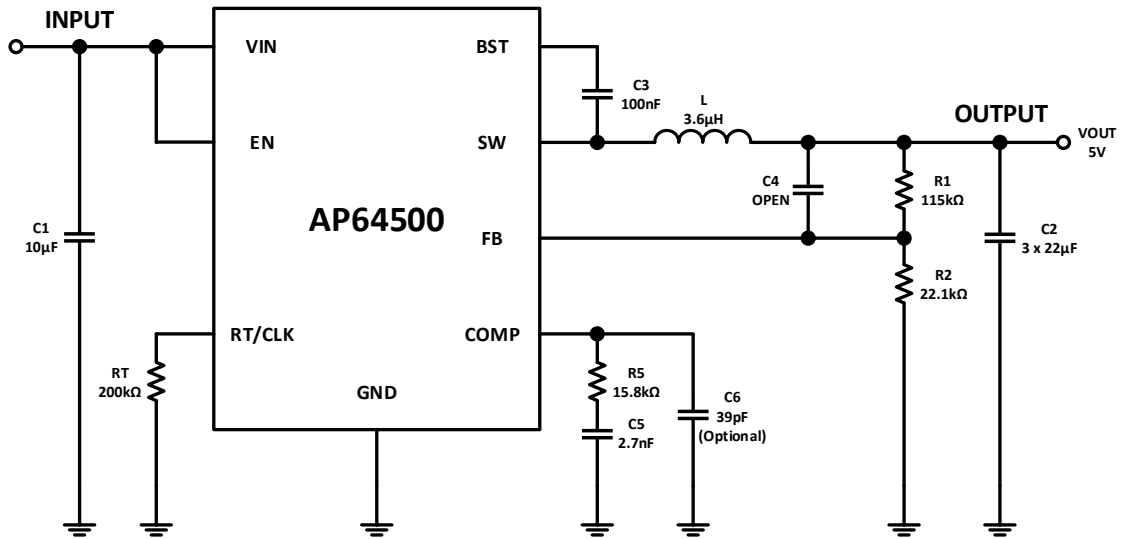 INPUT
VIN
BST
C3
100nF
L
3.6µH
OUTPUT
VOUT
5V
EN
SW
C4
OPEN
R1
115kΩ
AP64500
C1
10µF
FB
C2
3 x 22µF
R2
22.1kΩ
RT/CLK
COMP
RT
200kΩ
GND
R5
15.8kΩ
C6
39pF
(Optional)
C5
2.7nF